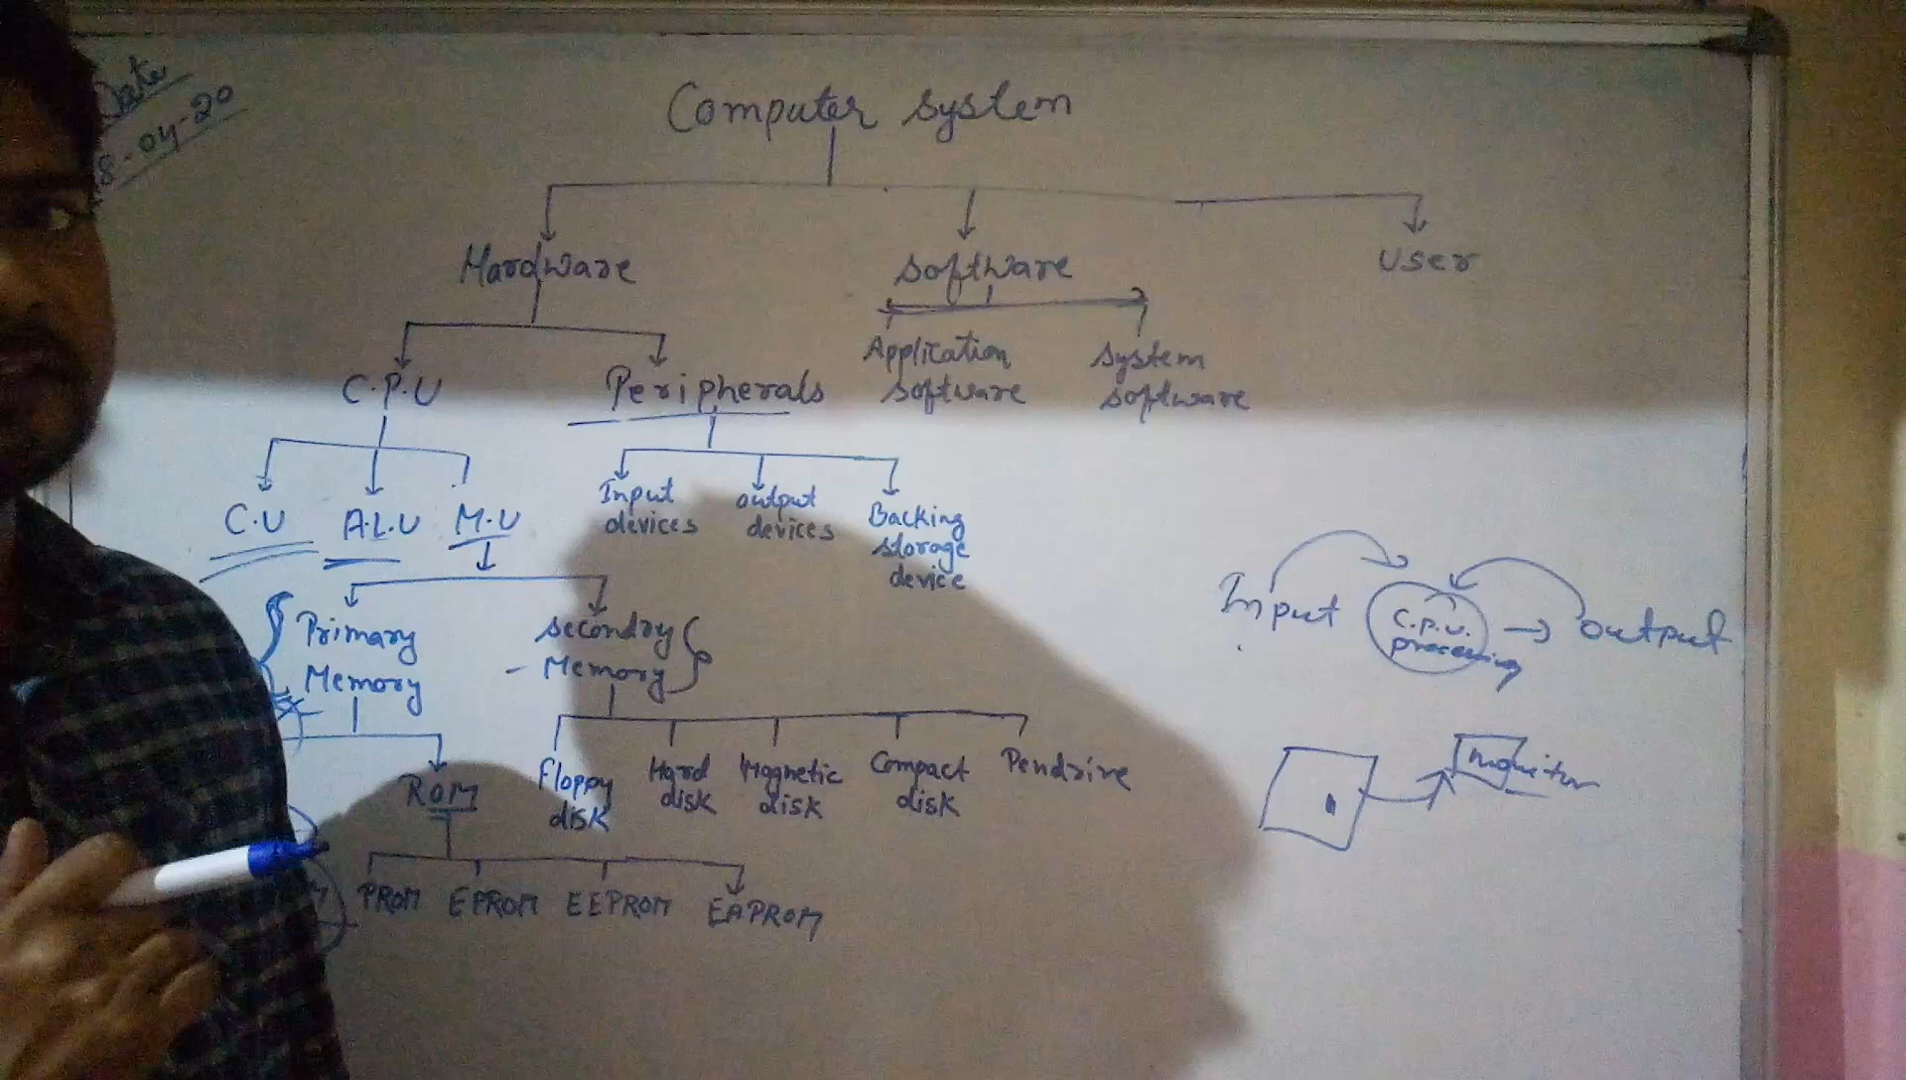 Date
8-04-20
Computer system
Hardware
software
user
C.P.U
Peripherals
Application
software
system
software
C.U
A.L.U
M.U
Input
devices
output
devices
Backing
storage
device
Primary
Memory
secondry
- Memory
ROM
Floppy
disk
Hard
disk
Magnetic
disk
Compact
disk
Pendrive
PROM
EPROM
EEPROM
EAPROM
Input
C.P.U.
processing
output